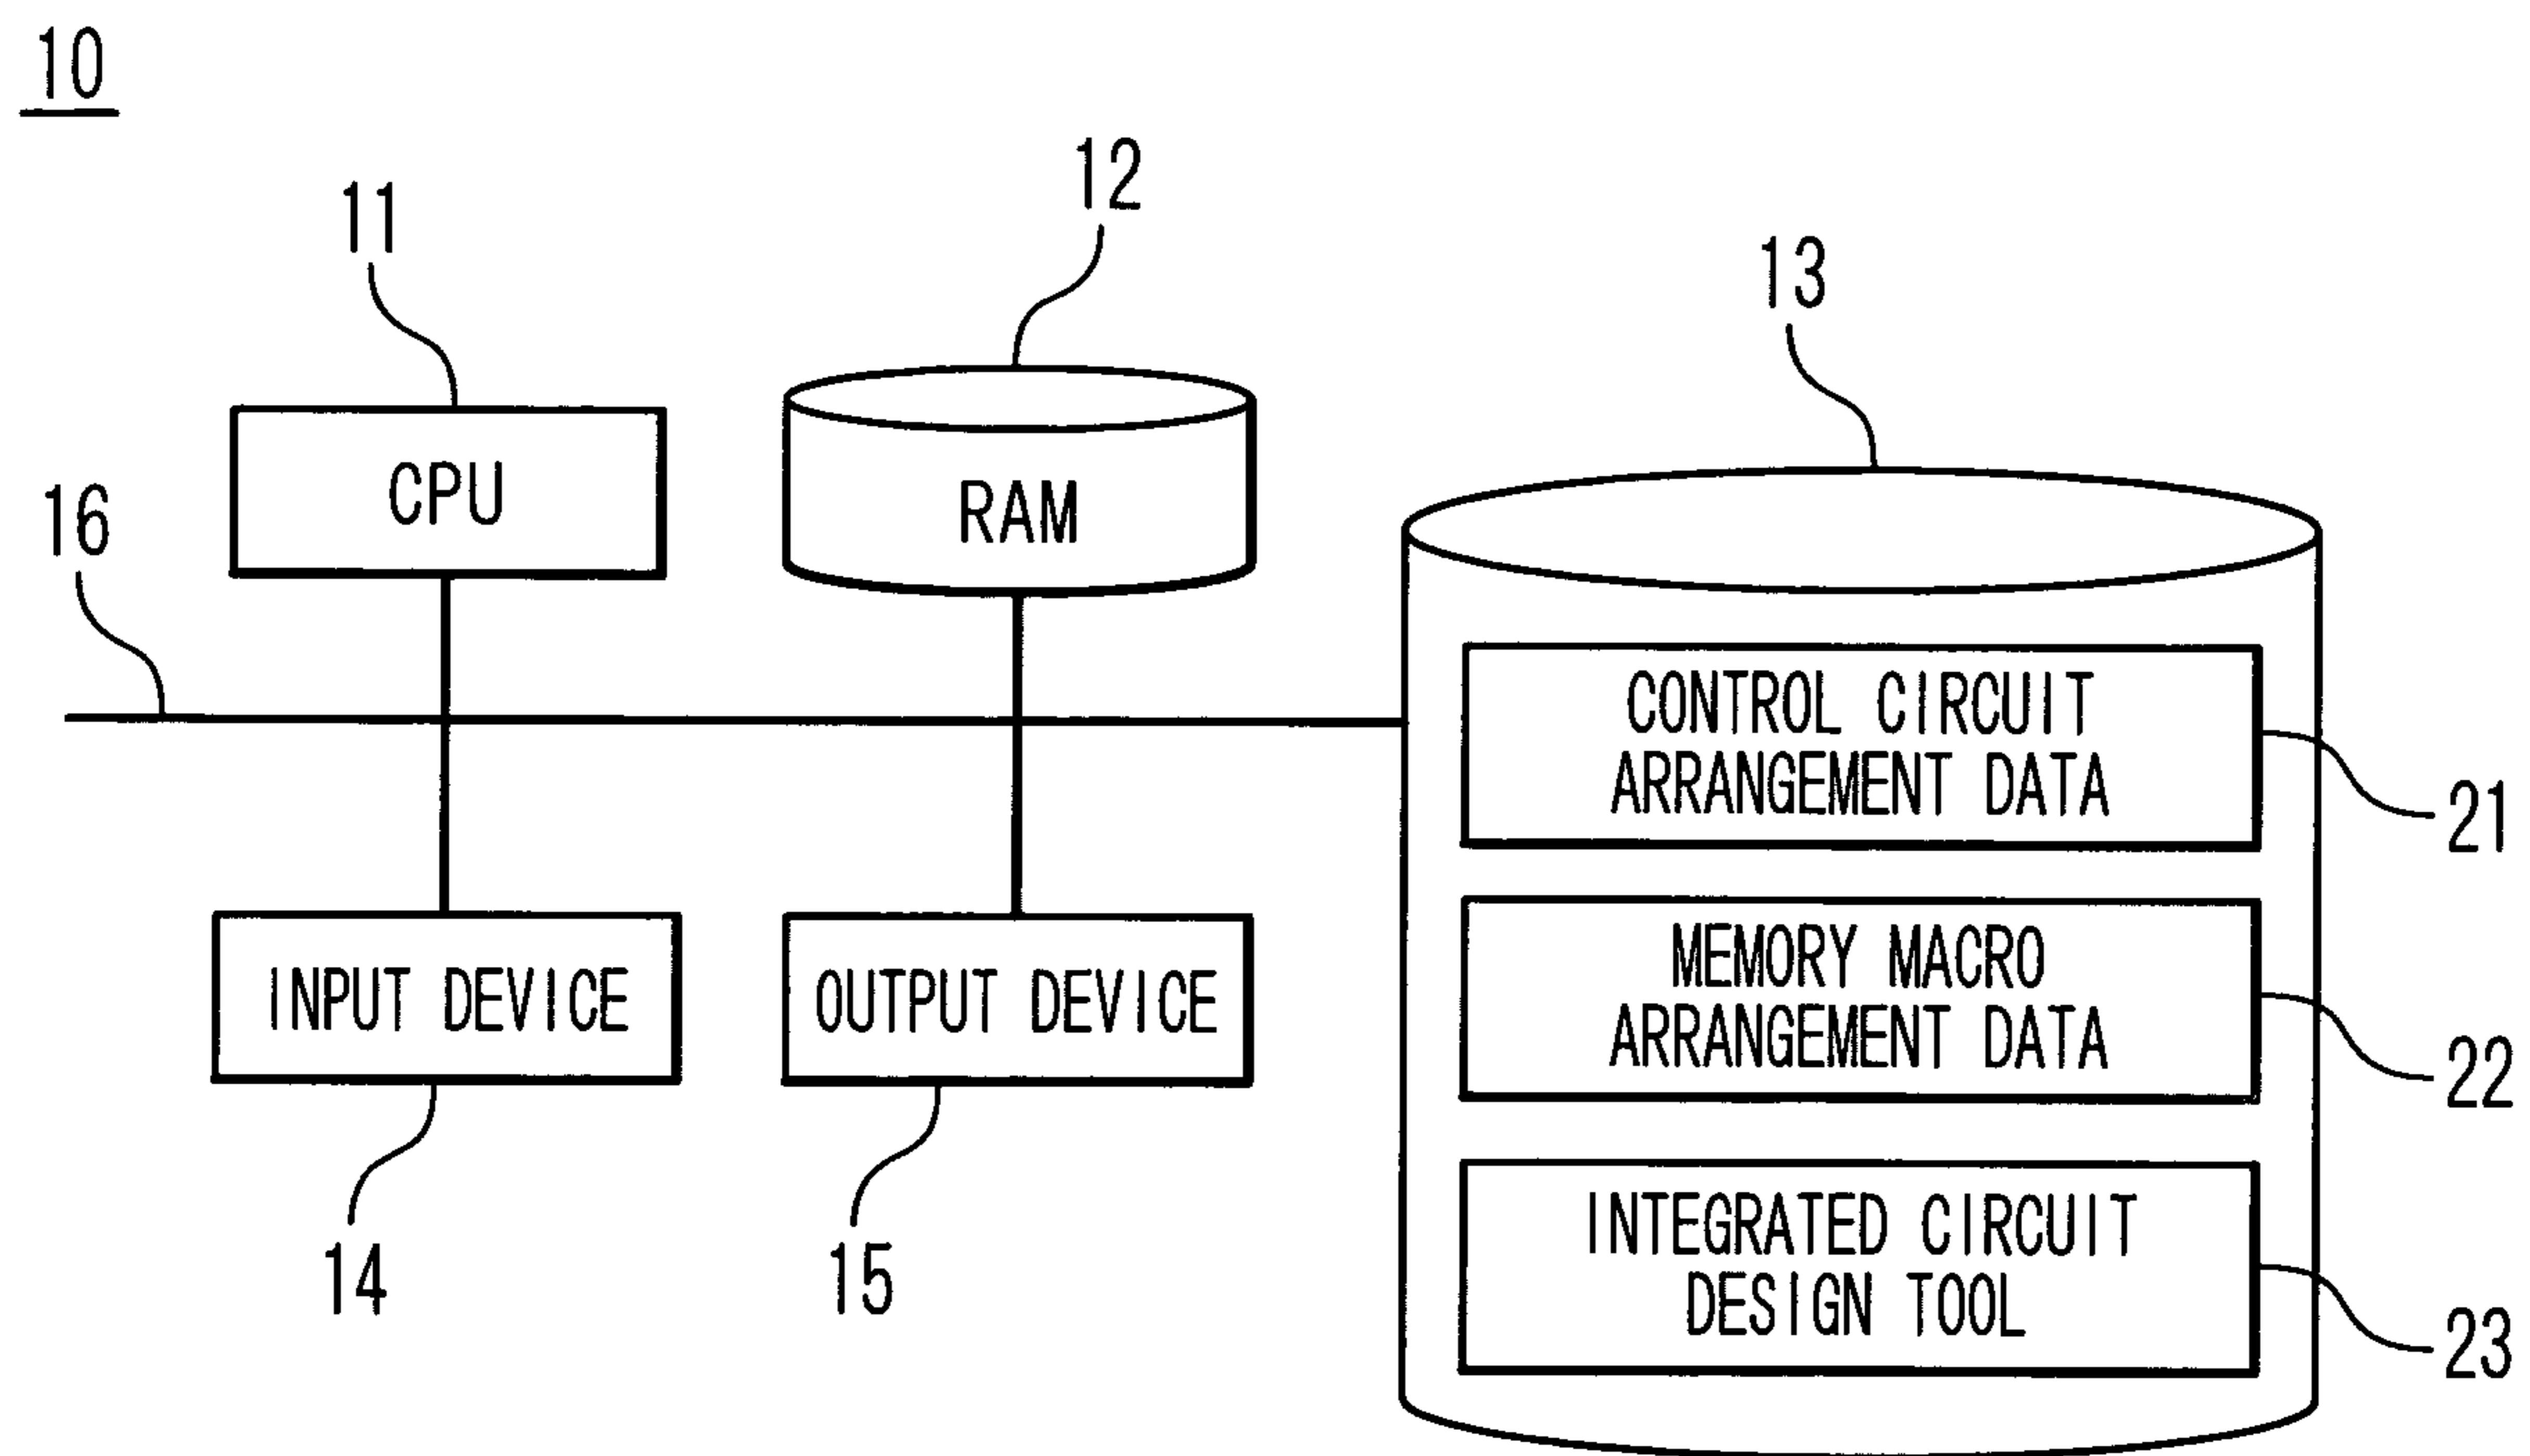 10
11
12
13
CPU
RAM
16
CONTROL CIRCUIT
ARRANGEMENT DATA
21
MEMORY MACRO
ARRANGEMENT DATA
22
INPUT DEVICE
OUTPUT DEVICE
INTEGRATED CIRCUIT
DESIGN TOOL
23
14
15